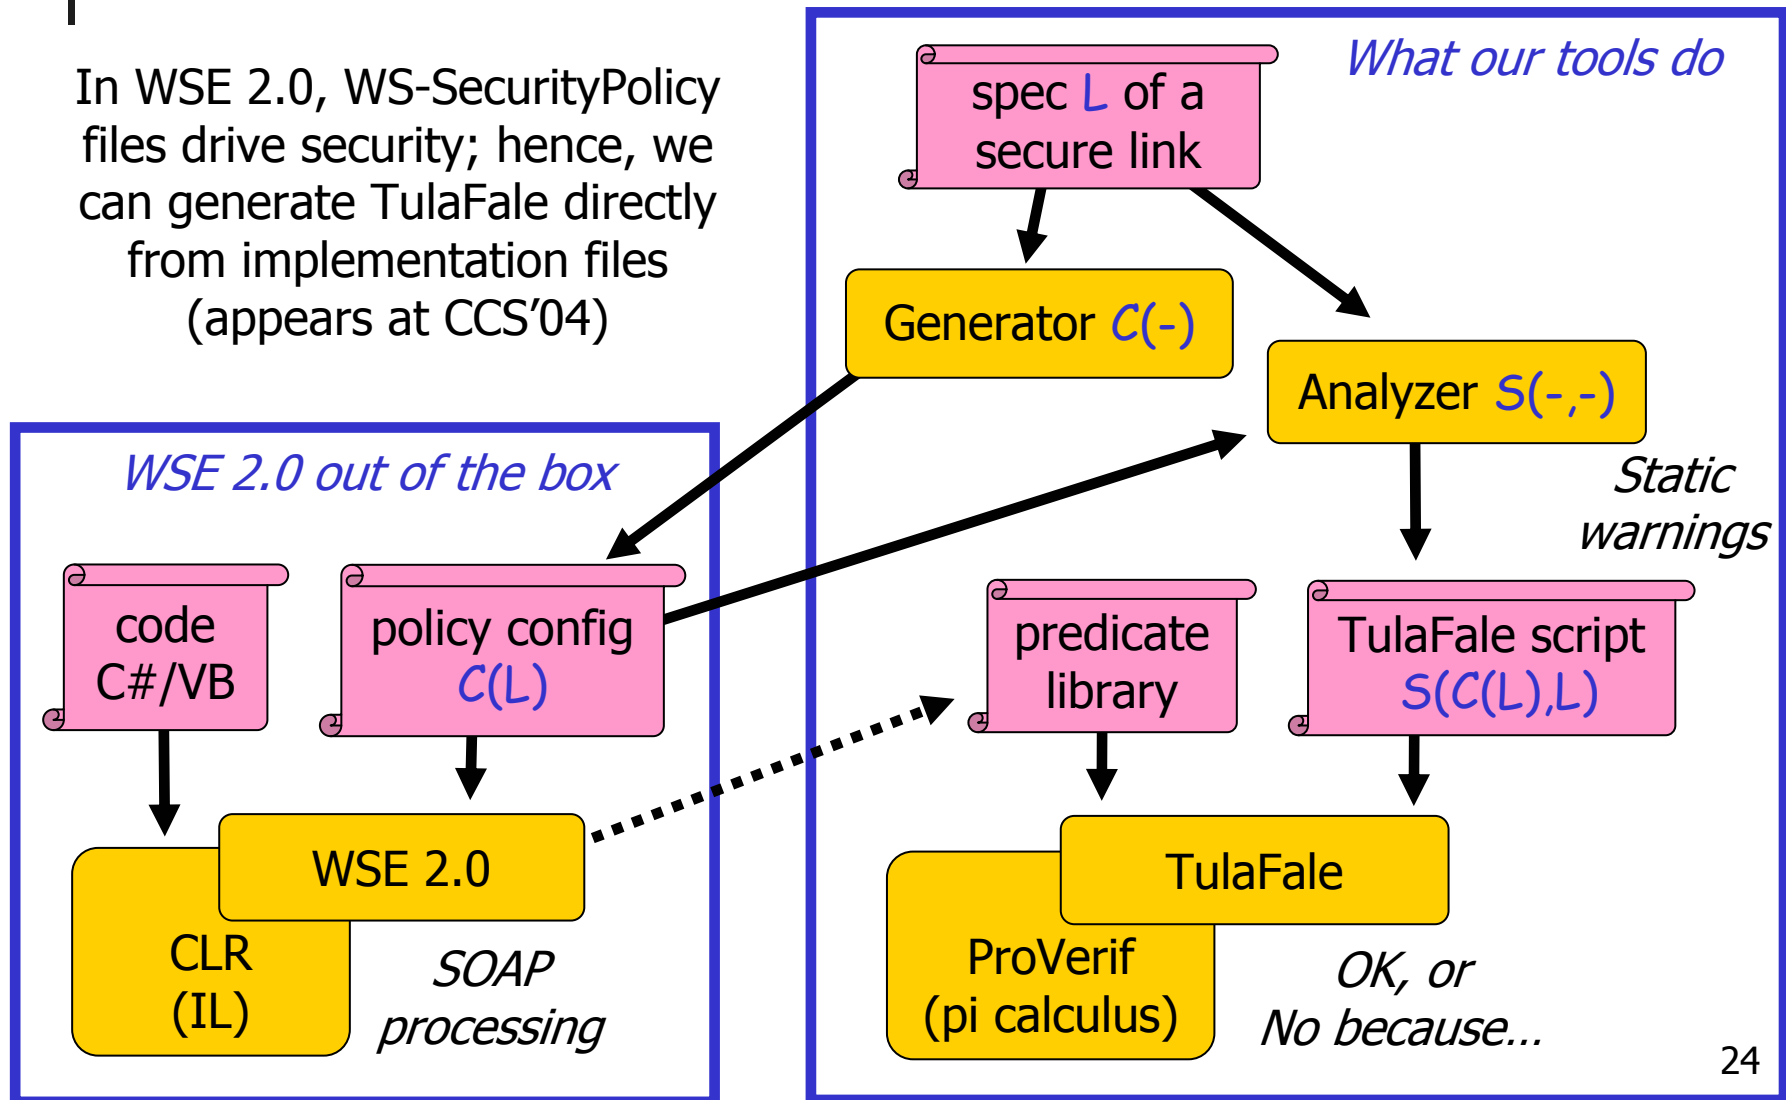 In WSE 2.0, WS-SecurityPolicy
files drive security; hence, we
can generate TulaFale directly
from implementation files
(appears at CCS’04)
What our tools do
spec L of a
secure link
Generator C(-)
Analyzer S(-,-)
Static
warnings
WSE 2.0 out of the box
code
C#/VB
policy config
C(L)
predicate
library
TulaFale script
S(C(L),L)
WSE 2.0
CLR
(IL)
SOAP
processing
TulaFale
ProVerif
(pi calculus)
OK, or
No because…
24